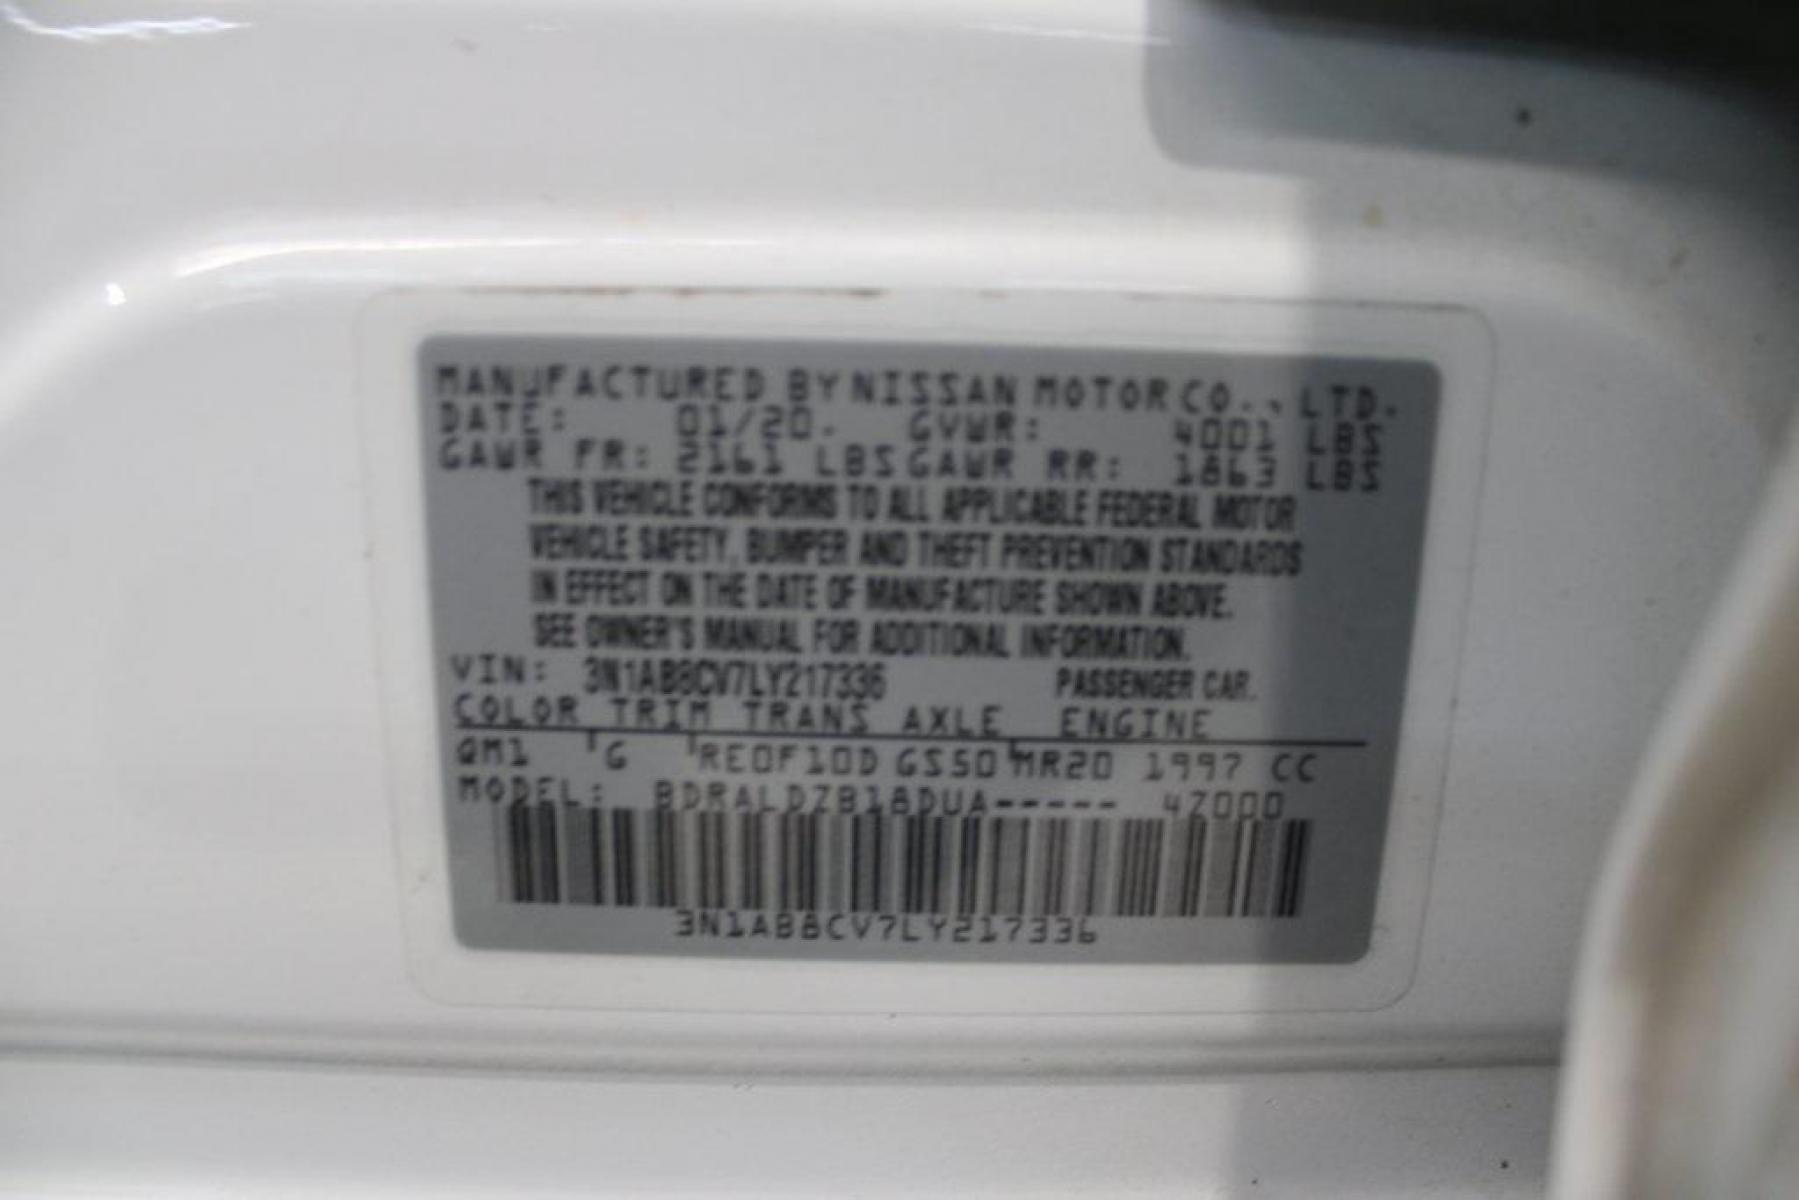 MANUFACTURED BY NISSAN MOTOR CO., LTD.
DATE: 01/20. GVWR: 4001 LBS
GAWR FR: 2161 LBS GAWR RR: 1863 LBS
THIS VEHICLE CONFORMS TO ALL APPLICABLE FEDERAL MOTOR
VEHICLE SAFETY, BUMPER AND THEFT PREVENTION STANDARDS
IN EFFECT ON THE DATE OF MANUFACTURE SHOWN ABOVE.
SEE OWNER'S MANUAL FOR ADDITIONAL INFORMATION.
VIN: 3N1AB8CV7LY217336 PASSENGER CAR.
COLOR TRIM TRANS AXLE ENGINE
QM1 G RE0F10D GS50 MR20 1997 CC
MODEL: BDRALDZB18DUA----- 4Z000
3N1AB8CV7LY217336